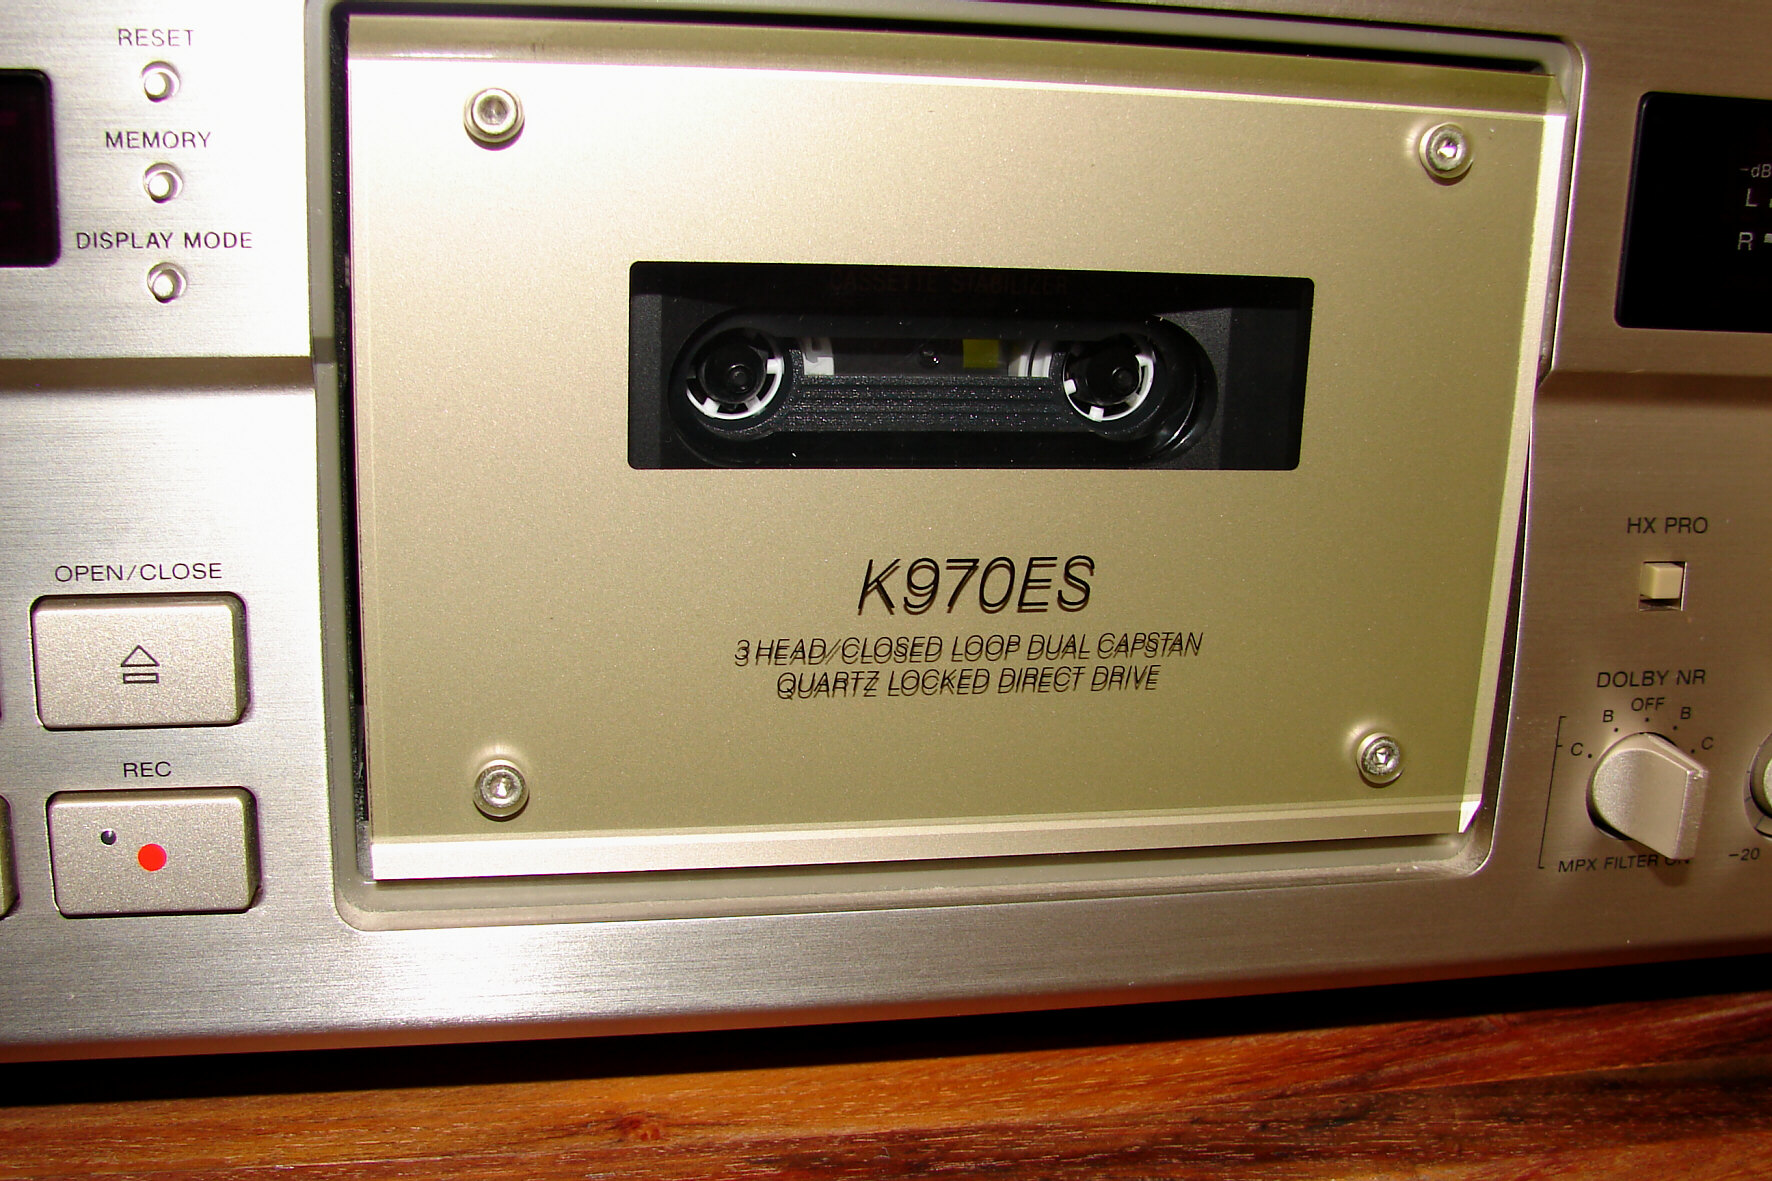 RESET
MEMORY
DISPLAY MODE
OPEN/CLOSE
REC
CASSETTE STABILIZER
K970ES
3 HEAD/CLOSED LOOP DUAL CAPSTAN
QUARTZ LOCKED DIRECT DRIVE
-dB
L
R
HX PRO
DOLBY NR
OFF
B B
C C
MPX FILTER ON
-20